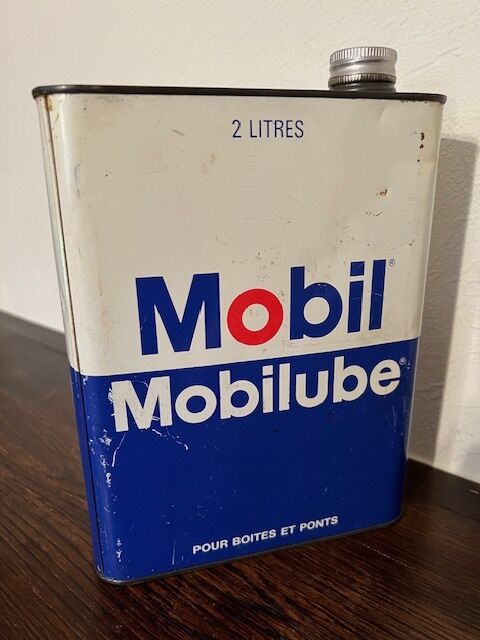 2 LITRES
Mobil®
Mobilube®
POUR BOITES ET PONTS